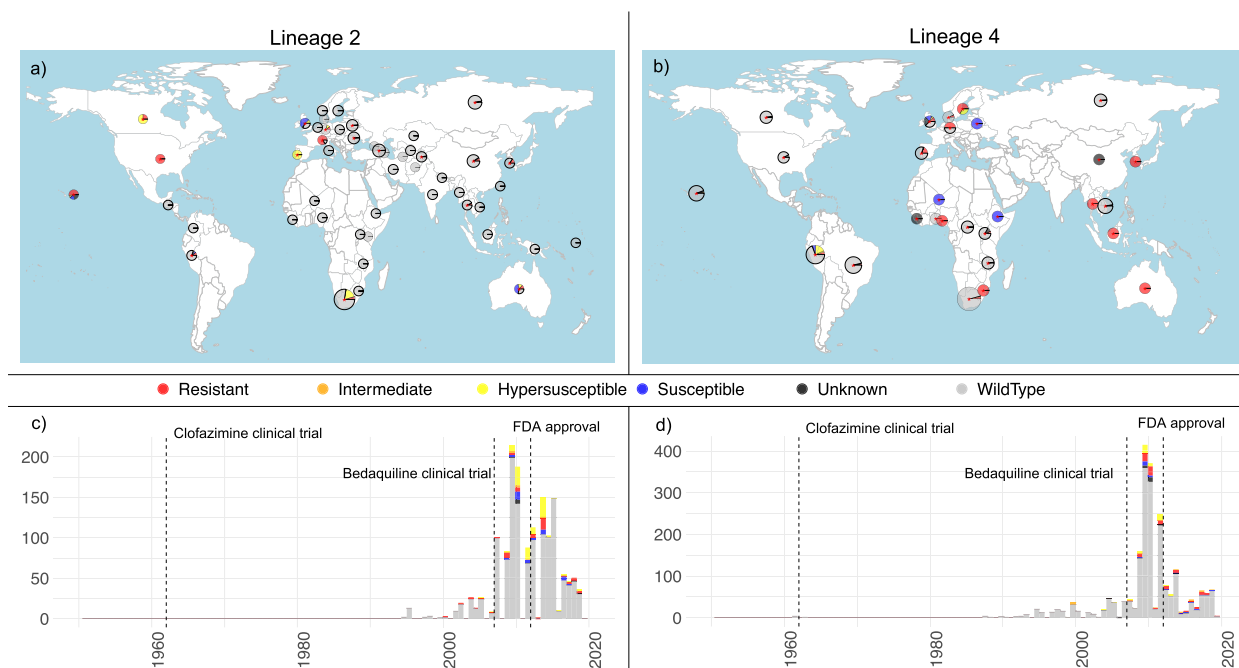 Lineage 2
Lineage 4
a)
b)
Resistant
Intermediate
Hypersusceptible
Susceptible
Unknown
WildType
c)
Clofazimine clinical trial
FDA approval
Bedaquiline clinical trial
200
150
100
50
0
1960
1980
2000
2020
d)
Clofazimine clinical trial
FDA approval
Bedaquiline clinical trial
400
300
200
100
0
1960
1980
2000
2020